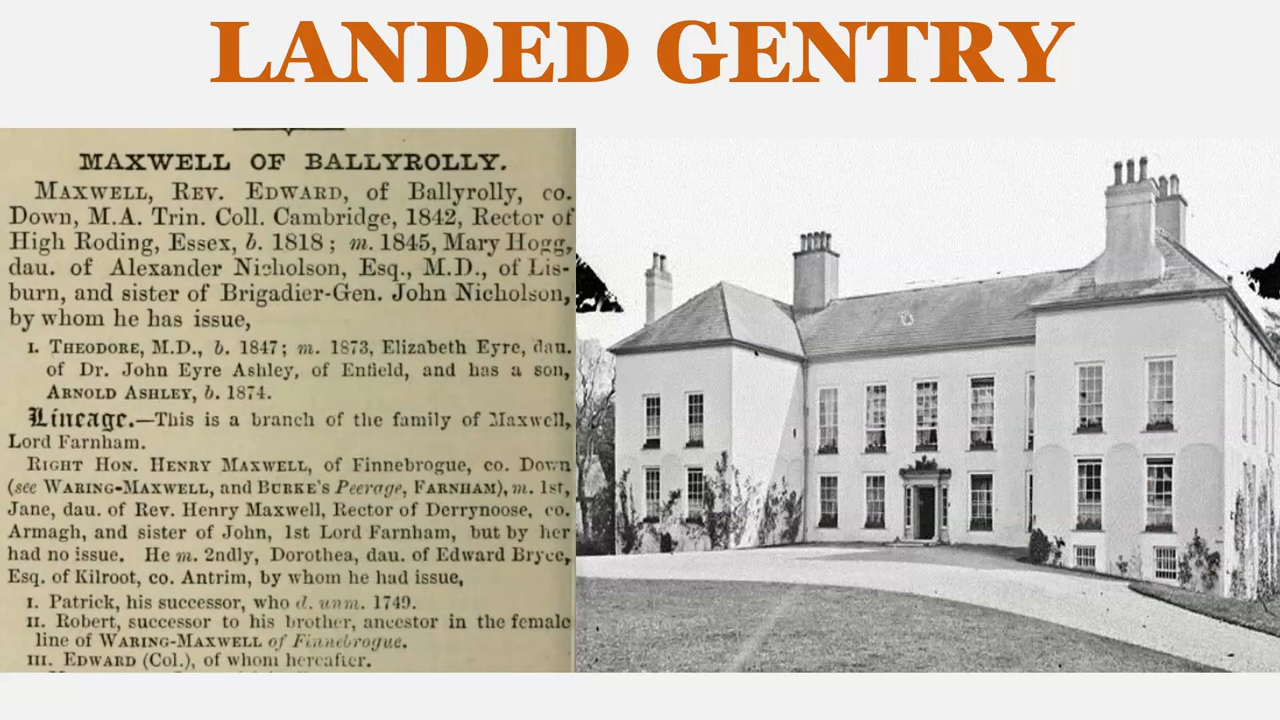 LANDED GENTRY
MAXWELL OF BALLYROLLY.
MAXWELL, REV. EDWARD, of Ballyrolly, co.
Down, M.A. Trin. Coll. Cambridge, 1842, Rector of
High Roding, Essex, b. 1818; m. 1845, Mary Hogg,
dau. of Alexander Nicholson, Esq., M.D., of Lis-
burn, and sister of Brigadier-Gen. John Nicholson,
by whom he has issue,
I. THEODORE, M.D., b. 1847; m. 1873, Elizabeth Eyre, dau.
of Dr. John Eyre Ashley, of Enfield, and has a son,
ARNOLD ASHLEY, b. 1874.
Lineage.—This is a branch of the family of Maxwell,
Lord Farnham.
RIGHT HON. HENRY MAXWELL, of Finnebrogue, co. Down
(see WARING-MAXWELL, and BURKE'S Peerage, FARNHAM), m. 1st,
Jane, dau. of Rev. Henry Maxwell, Rector of Derrynoose, co.
Armagh, and sister of John, 1st Lord Farnham, but by her
had no issue. He m. 2ndly, Dorothea, dau. of Edward Bryce,
Esq. of Kilroot, co. Antrim, by whom he had issue,
I. Patrick, his successor, who d. unm. 1749.
II. Robert, successor to his brother, ancestor in the female
line of WARING-MAXWELL of Finnebrogue.
III. EDWARD (Col.), of whom hereafter.